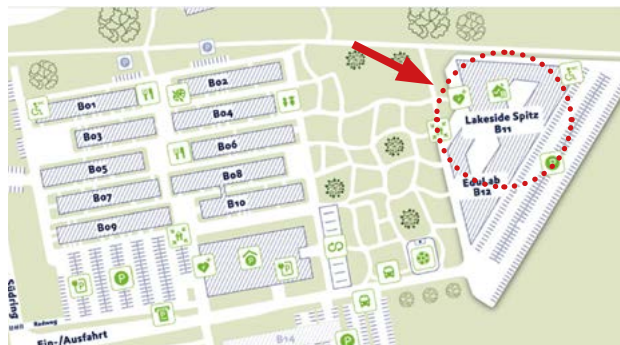 B01
B02
B03
B04
B05
B06
B07
B08
B09
B10
Lakeside Spitz
B11
EduLab
B12
Südring
Radweg
Ein-/Ausfahrt
B14
P
P
P
P
P
P
P
P